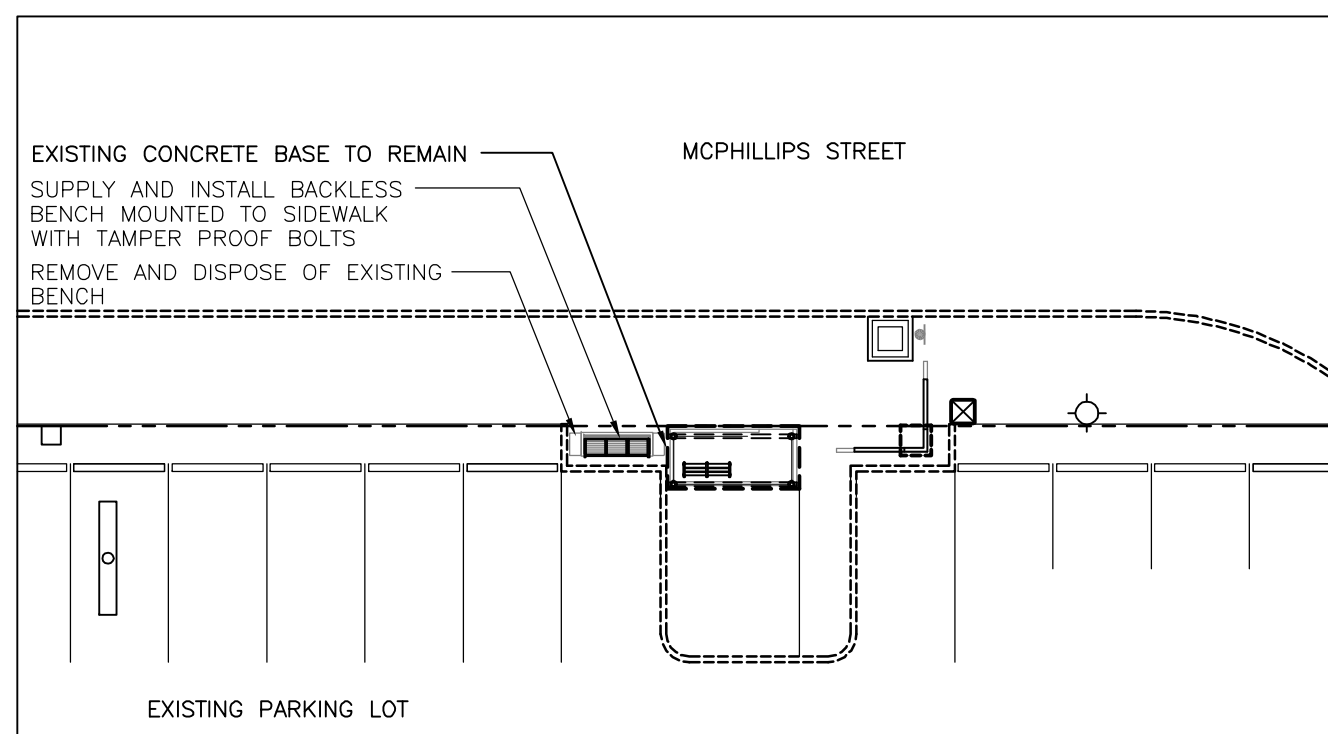 EXISTING CONCRETE BASE TO REMAIN
MCPHILLIPS STREET
SUPPLY AND INSTALL BACKLESS
BENCH MOUNTED TO SIDEWALK
WITH TAMPER PROOF BOLTS
REMOVE AND DISPOSE OF EXISTING
BENCH
EXISTING PARKING LOT